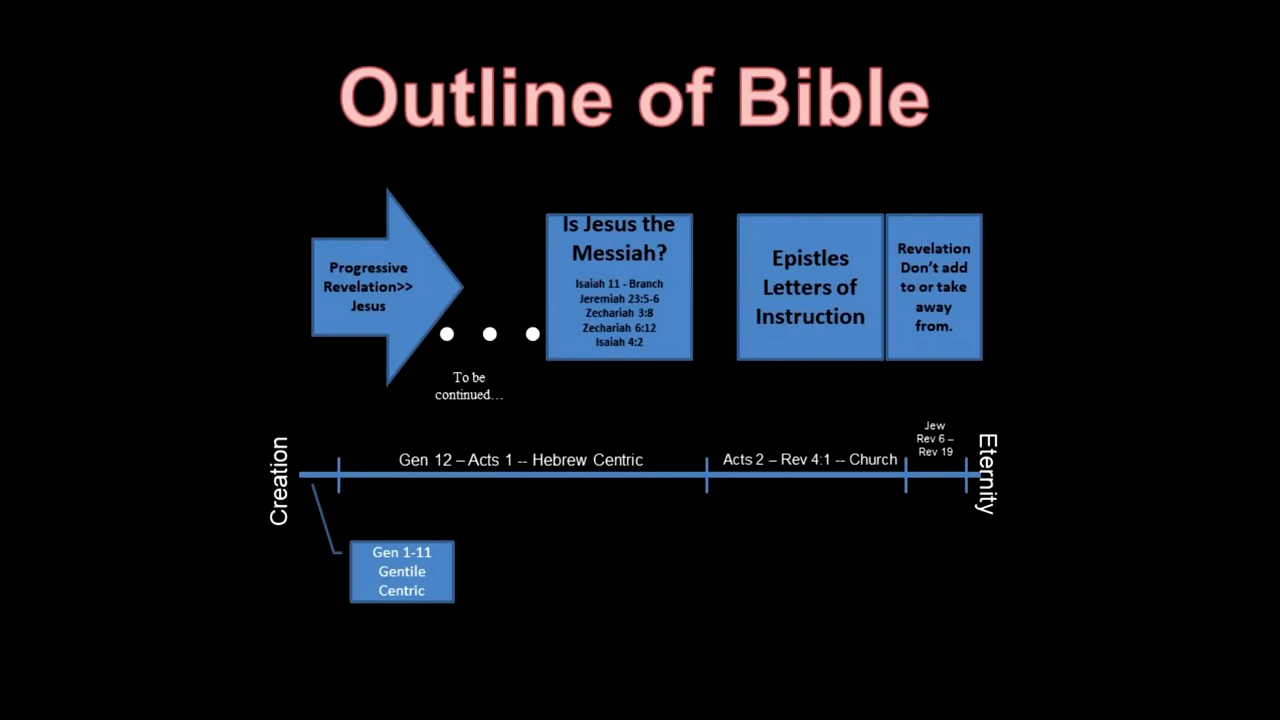 Outline of Bible
Progressive
Revelation>>
Jesus
To be
continued…
Is Jesus the
Messiah?
Isaiah 11 - Branch
Jeremiah 23:5-6
Zechariah 3:8
Zechariah 6:12
Isaiah 4:2
Epistles
Letters of
Instruction
Revelation
Don’t add
to or take
away
from.
Creation
Gen 12 – Acts 1 -- Hebrew Centric
Acts 2 – Rev 4:1 -- Church
Jew
Rev 6 –
Rev 19
Eternity
Gen 1-11
Gentile
Centric